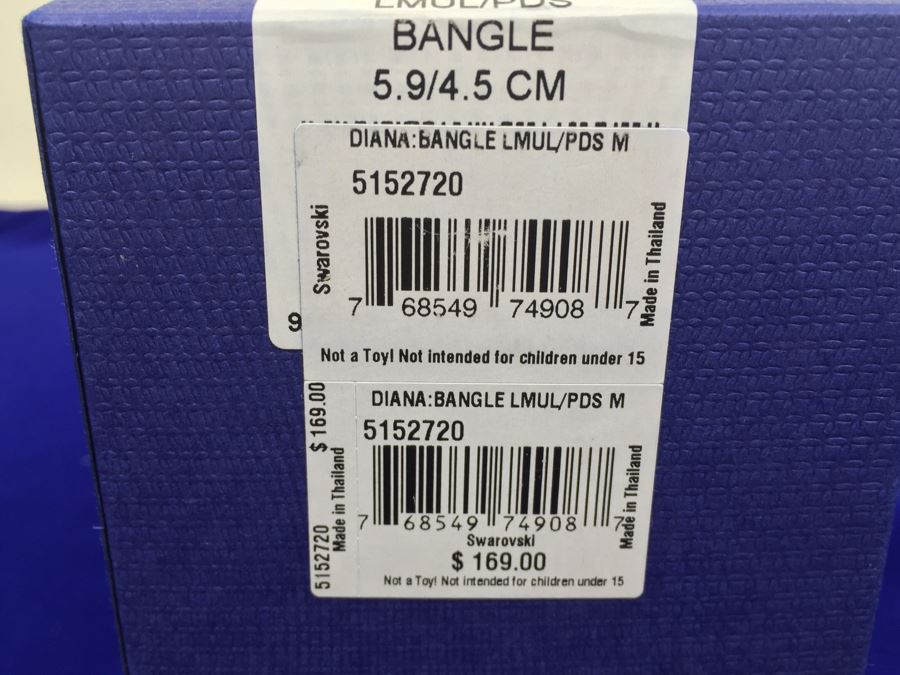 LMUL/PDS
BANGLE
5.9/4.5 CM
DIANA:BANGLE LMUL/PDS M
5152720
Swarovski
Made in Thailand
7 68549 74908 7
9
Not a Toy! Not intended for children under 15
$ 169.00
5152720
Made in Thailand
DIANA:BANGLE LMUL/PDS M
5152720
Made in Thailand
7 68549 74908 7
Swarovski
$ 169.00
Not a Toy! Not intended for children under 15